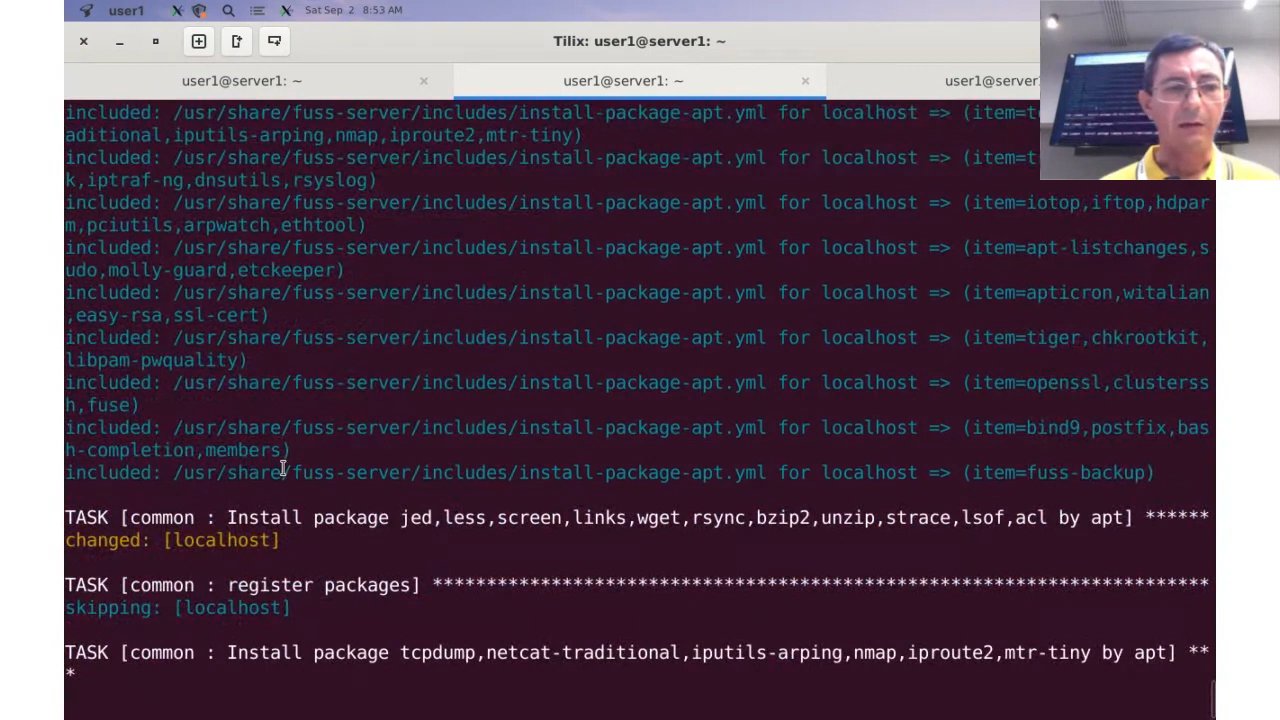 user1
Sat Sep 2 8:53 AM
Tilix: user1@server1: ~
user1@server1: ~
user1@server1: ~
user1@server1:
included: /usr/share/fuss-server/includes/install-package-apt.yml for localhost => (item=t
aditional,iputils-arping,nmap,iproute2,mtr-tiny)
included: /usr/share/fuss-server/includes/install-package-apt.yml for localhost => (item=t
k,iptraf-ng,dnsutils,rsyslog)
included: /usr/share/fuss-server/includes/install-package-apt.yml for localhost => (item=iotop,iftop,hdpar
m,pciutils,arpwatch,ethtool)
included: /usr/share/fuss-server/includes/install-package-apt.yml for localhost => (item=apt-listchanges,s
udo,molly-guard,etckeeper)
included: /usr/share/fuss-server/includes/install-package-apt.yml for localhost => (item=apticron,witalian
,easy-rsa,ssl-cert)
included: /usr/share/fuss-server/includes/install-package-apt.yml for localhost => (item=tiger,chkrootkit,
libpam-pwquality)
included: /usr/share/fuss-server/includes/install-package-apt.yml for localhost => (item=openssl,clusterss
h,fuse)
included: /usr/share/fuss-server/includes/install-package-apt.yml for localhost => (item=bind9,postfix,bas
h-completion,members)
included: /usr/share/fuss-server/includes/install-package-apt.yml for localhost => (item=fuss-backup)
TASK [common : Install package jed,less,screen,links,wget,rsync,bzip2,unzip,strace,lsof,acl by apt] ******
changed: [localhost]
TASK [common : register packages] ************************************************************************
skipping: [localhost]
TASK [common : Install package tcpdump,netcat-traditional,iputils-arping,nmap,iproute2,mtr-tiny by apt] **
*